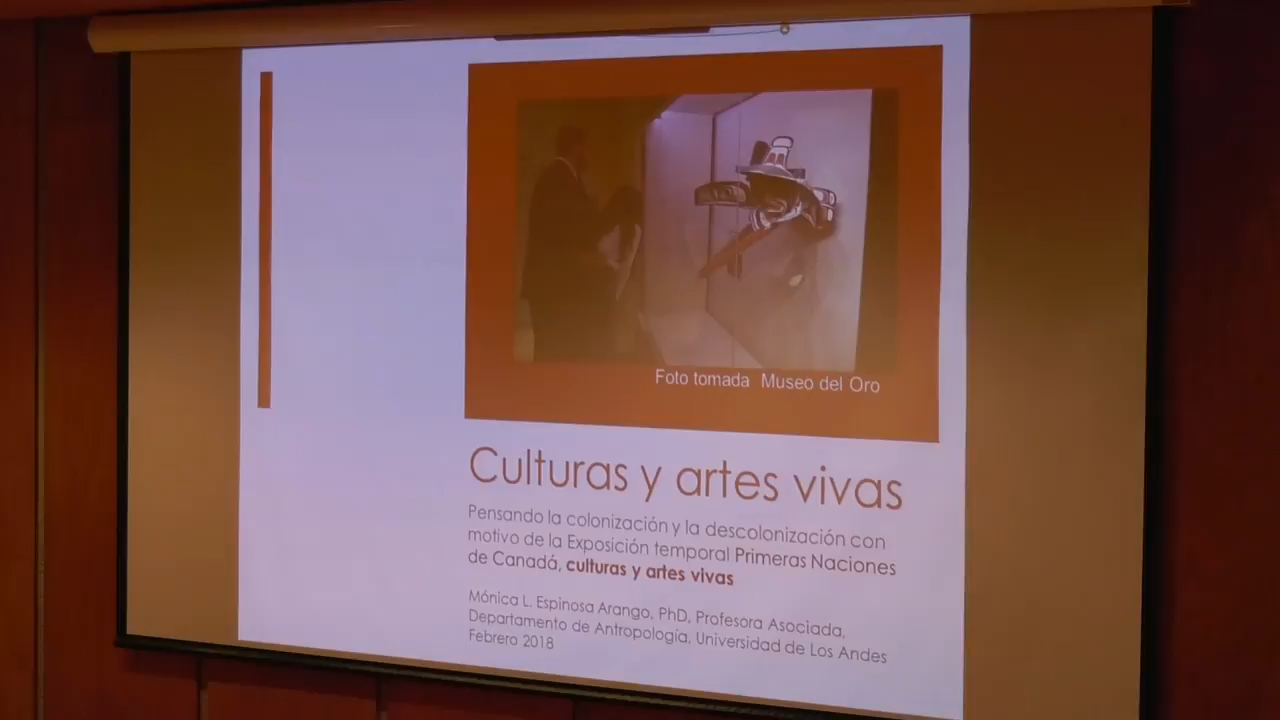 Foto tomada Museo del Oro
Culturas y artes vivas
Pensando la colonización y la descolonización con
motivo de la Exposición temporal Primeras Naciones
de Canadá, culturas y artes vivas
Mónica L. Espinosa Arango, PhD, Profesora Asociada,
Departamento de Antropología, Universidad de Los Andes
Febrero 2018